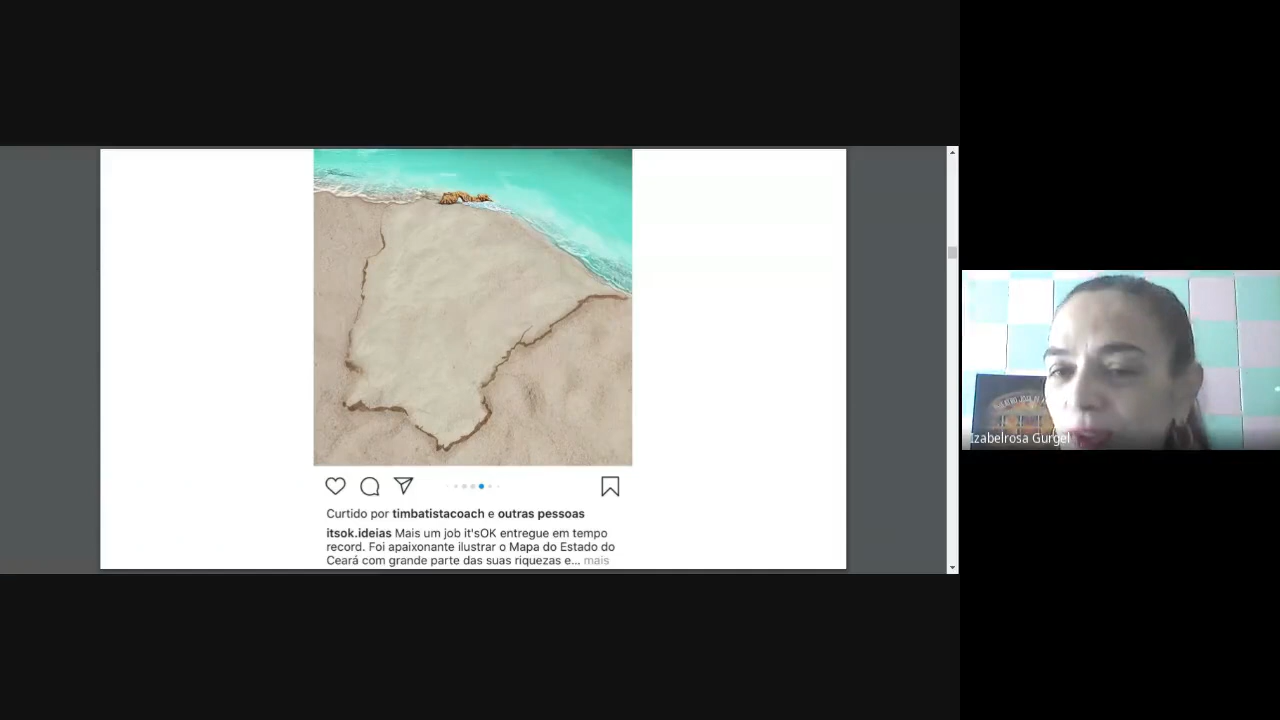 Curtido por timbatistacoach e outras pessoas
itsok.ideias Mais um job it'sOK entregue em tempo
record. Foi apaixonante ilustrar o Mapa do Estado do
Ceará com grande parte das suas riquezas e... mais
Izabelrosa Gurgel